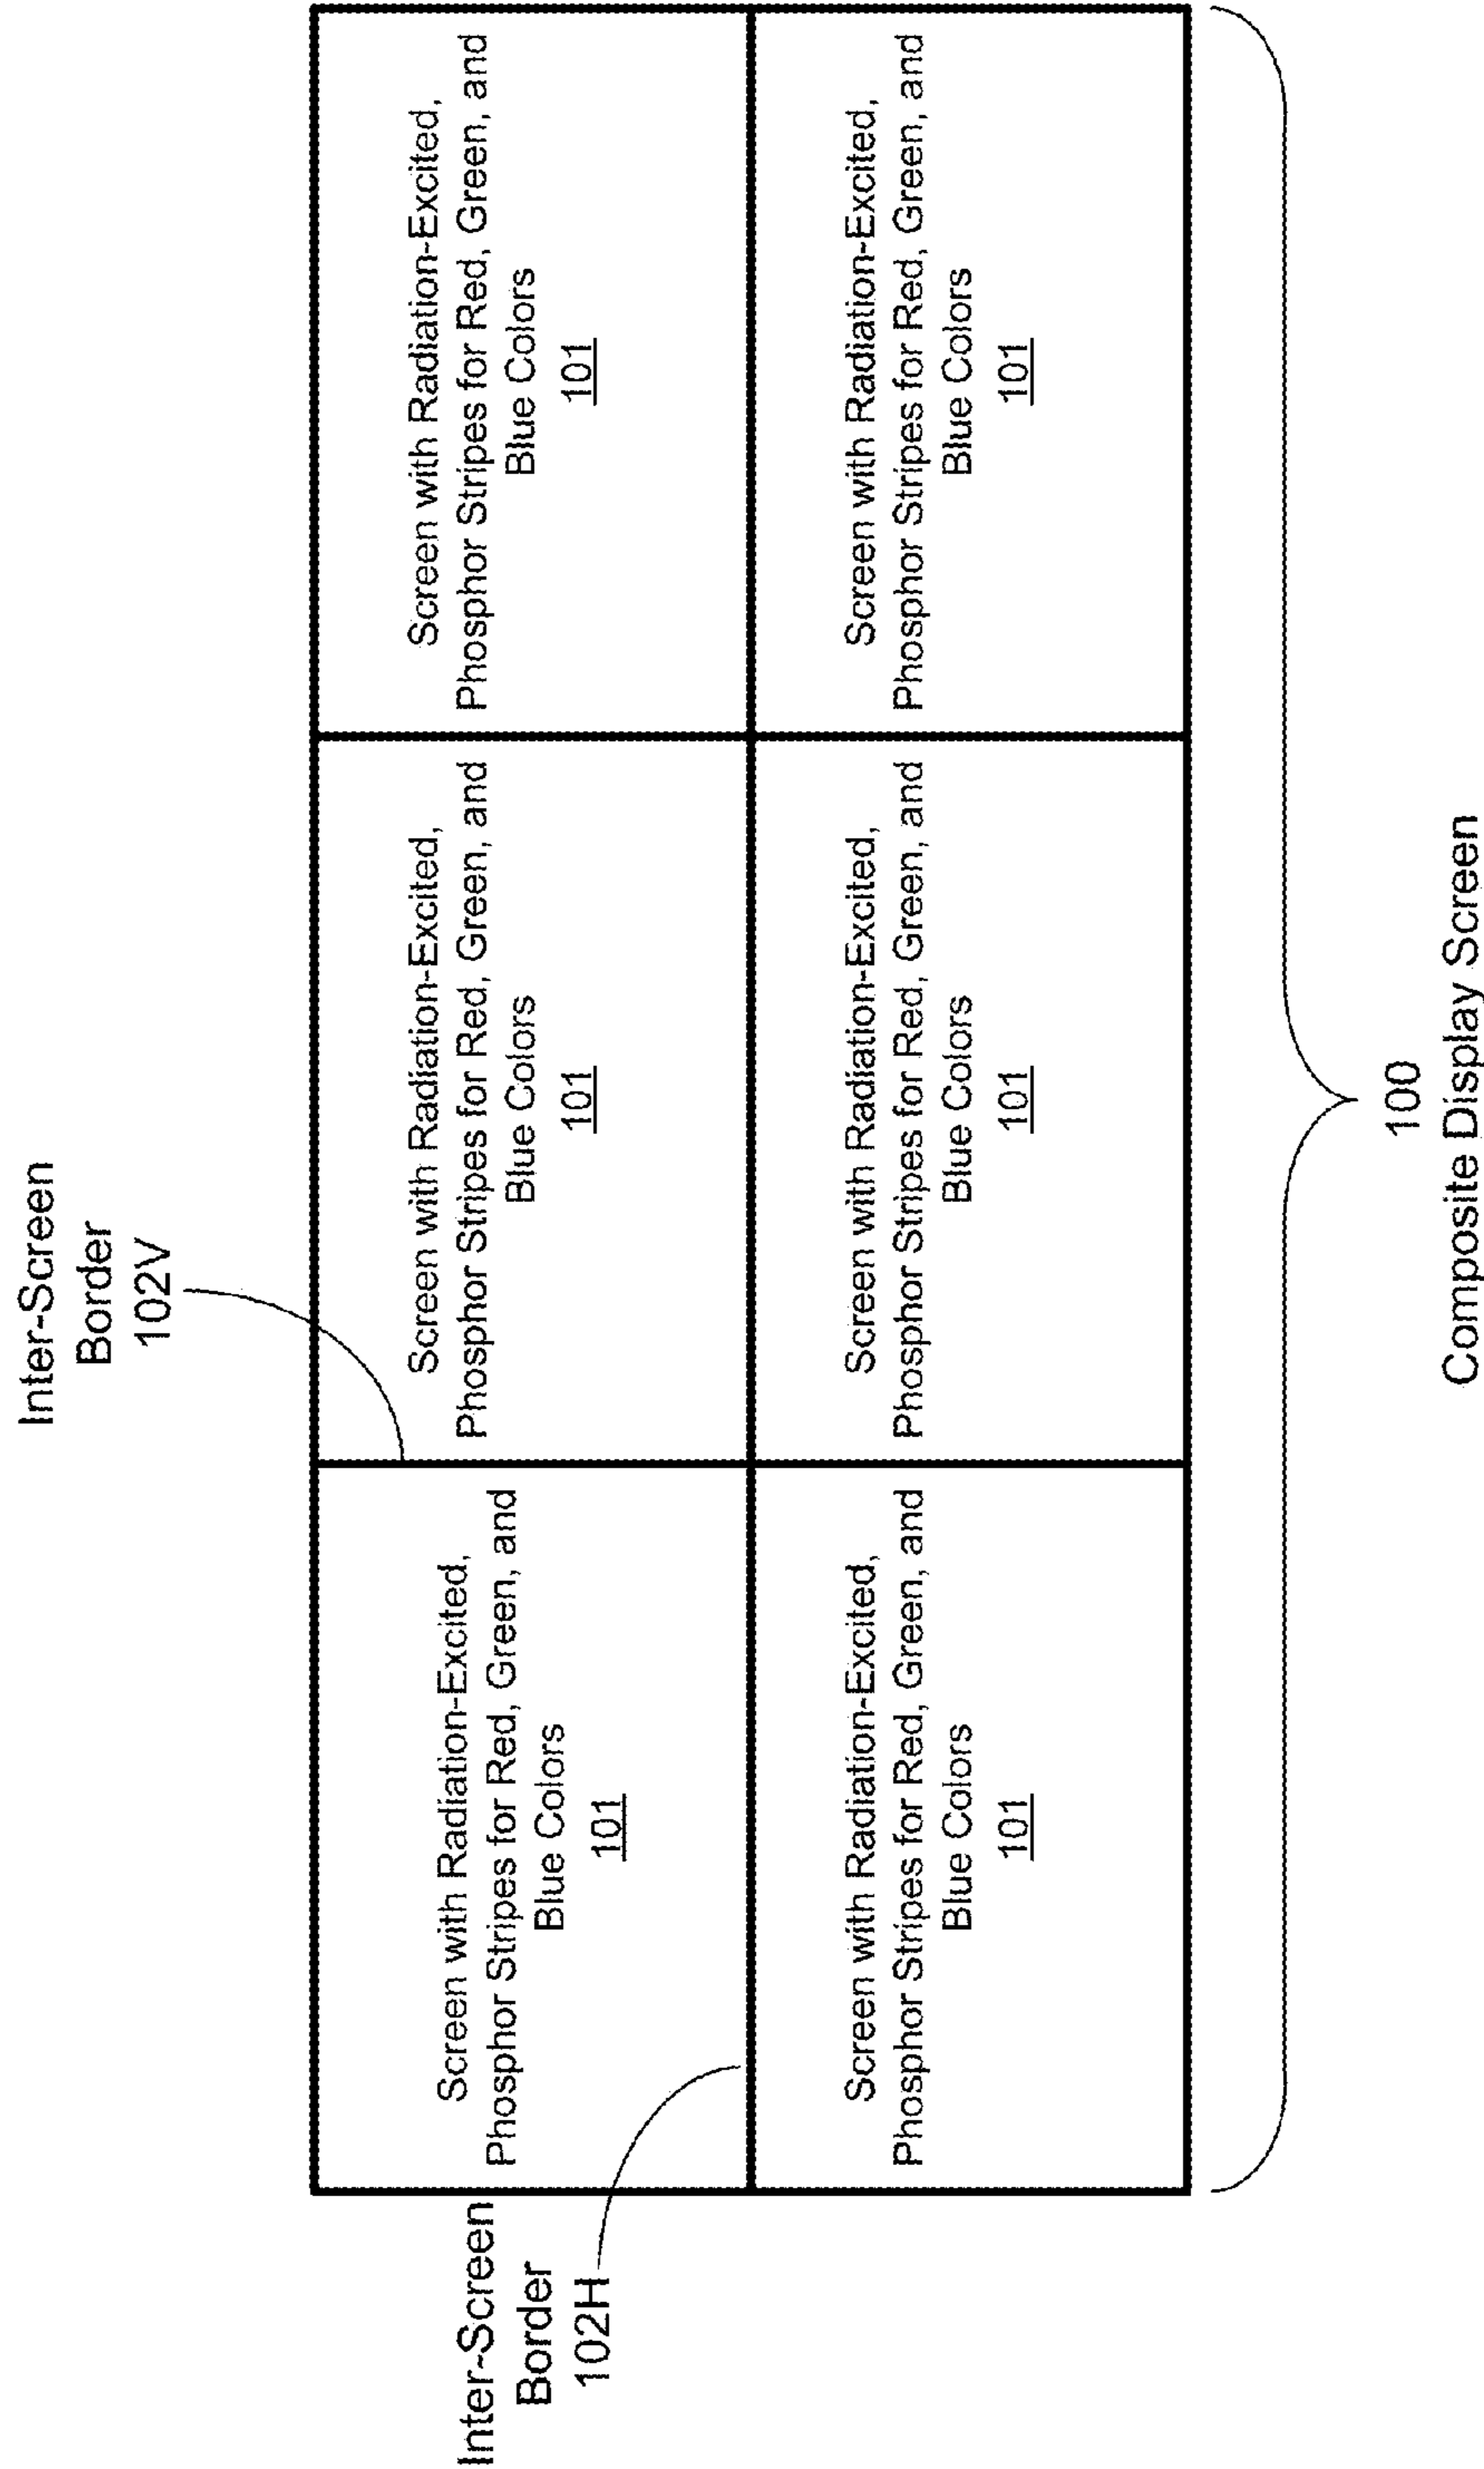 Inter-Screen
Border
102V
Inter-Screen
Border
102H
Screen with Radiation-Excited,
Phosphor Stripes for Red, Green, and
Blue Colors
101
Screen with Radiation-Excited,
Phosphor Stripes for Red, Green, and
Blue Colors
101
Screen with Radiation-Excited,
Phosphor Stripes for Red, Green, and
Blue Colors
101
Screen with Radiation-Excited,
Phosphor Stripes for Red, Green, and
Blue Colors
101
Screen with Radiation-Excited,
Phosphor Stripes for Red, Green, and
Blue Colors
101
Screen with Radiation-Excited,
Phosphor Stripes for Red, Green, and
Blue Colors
101
100
Composite Display Screen